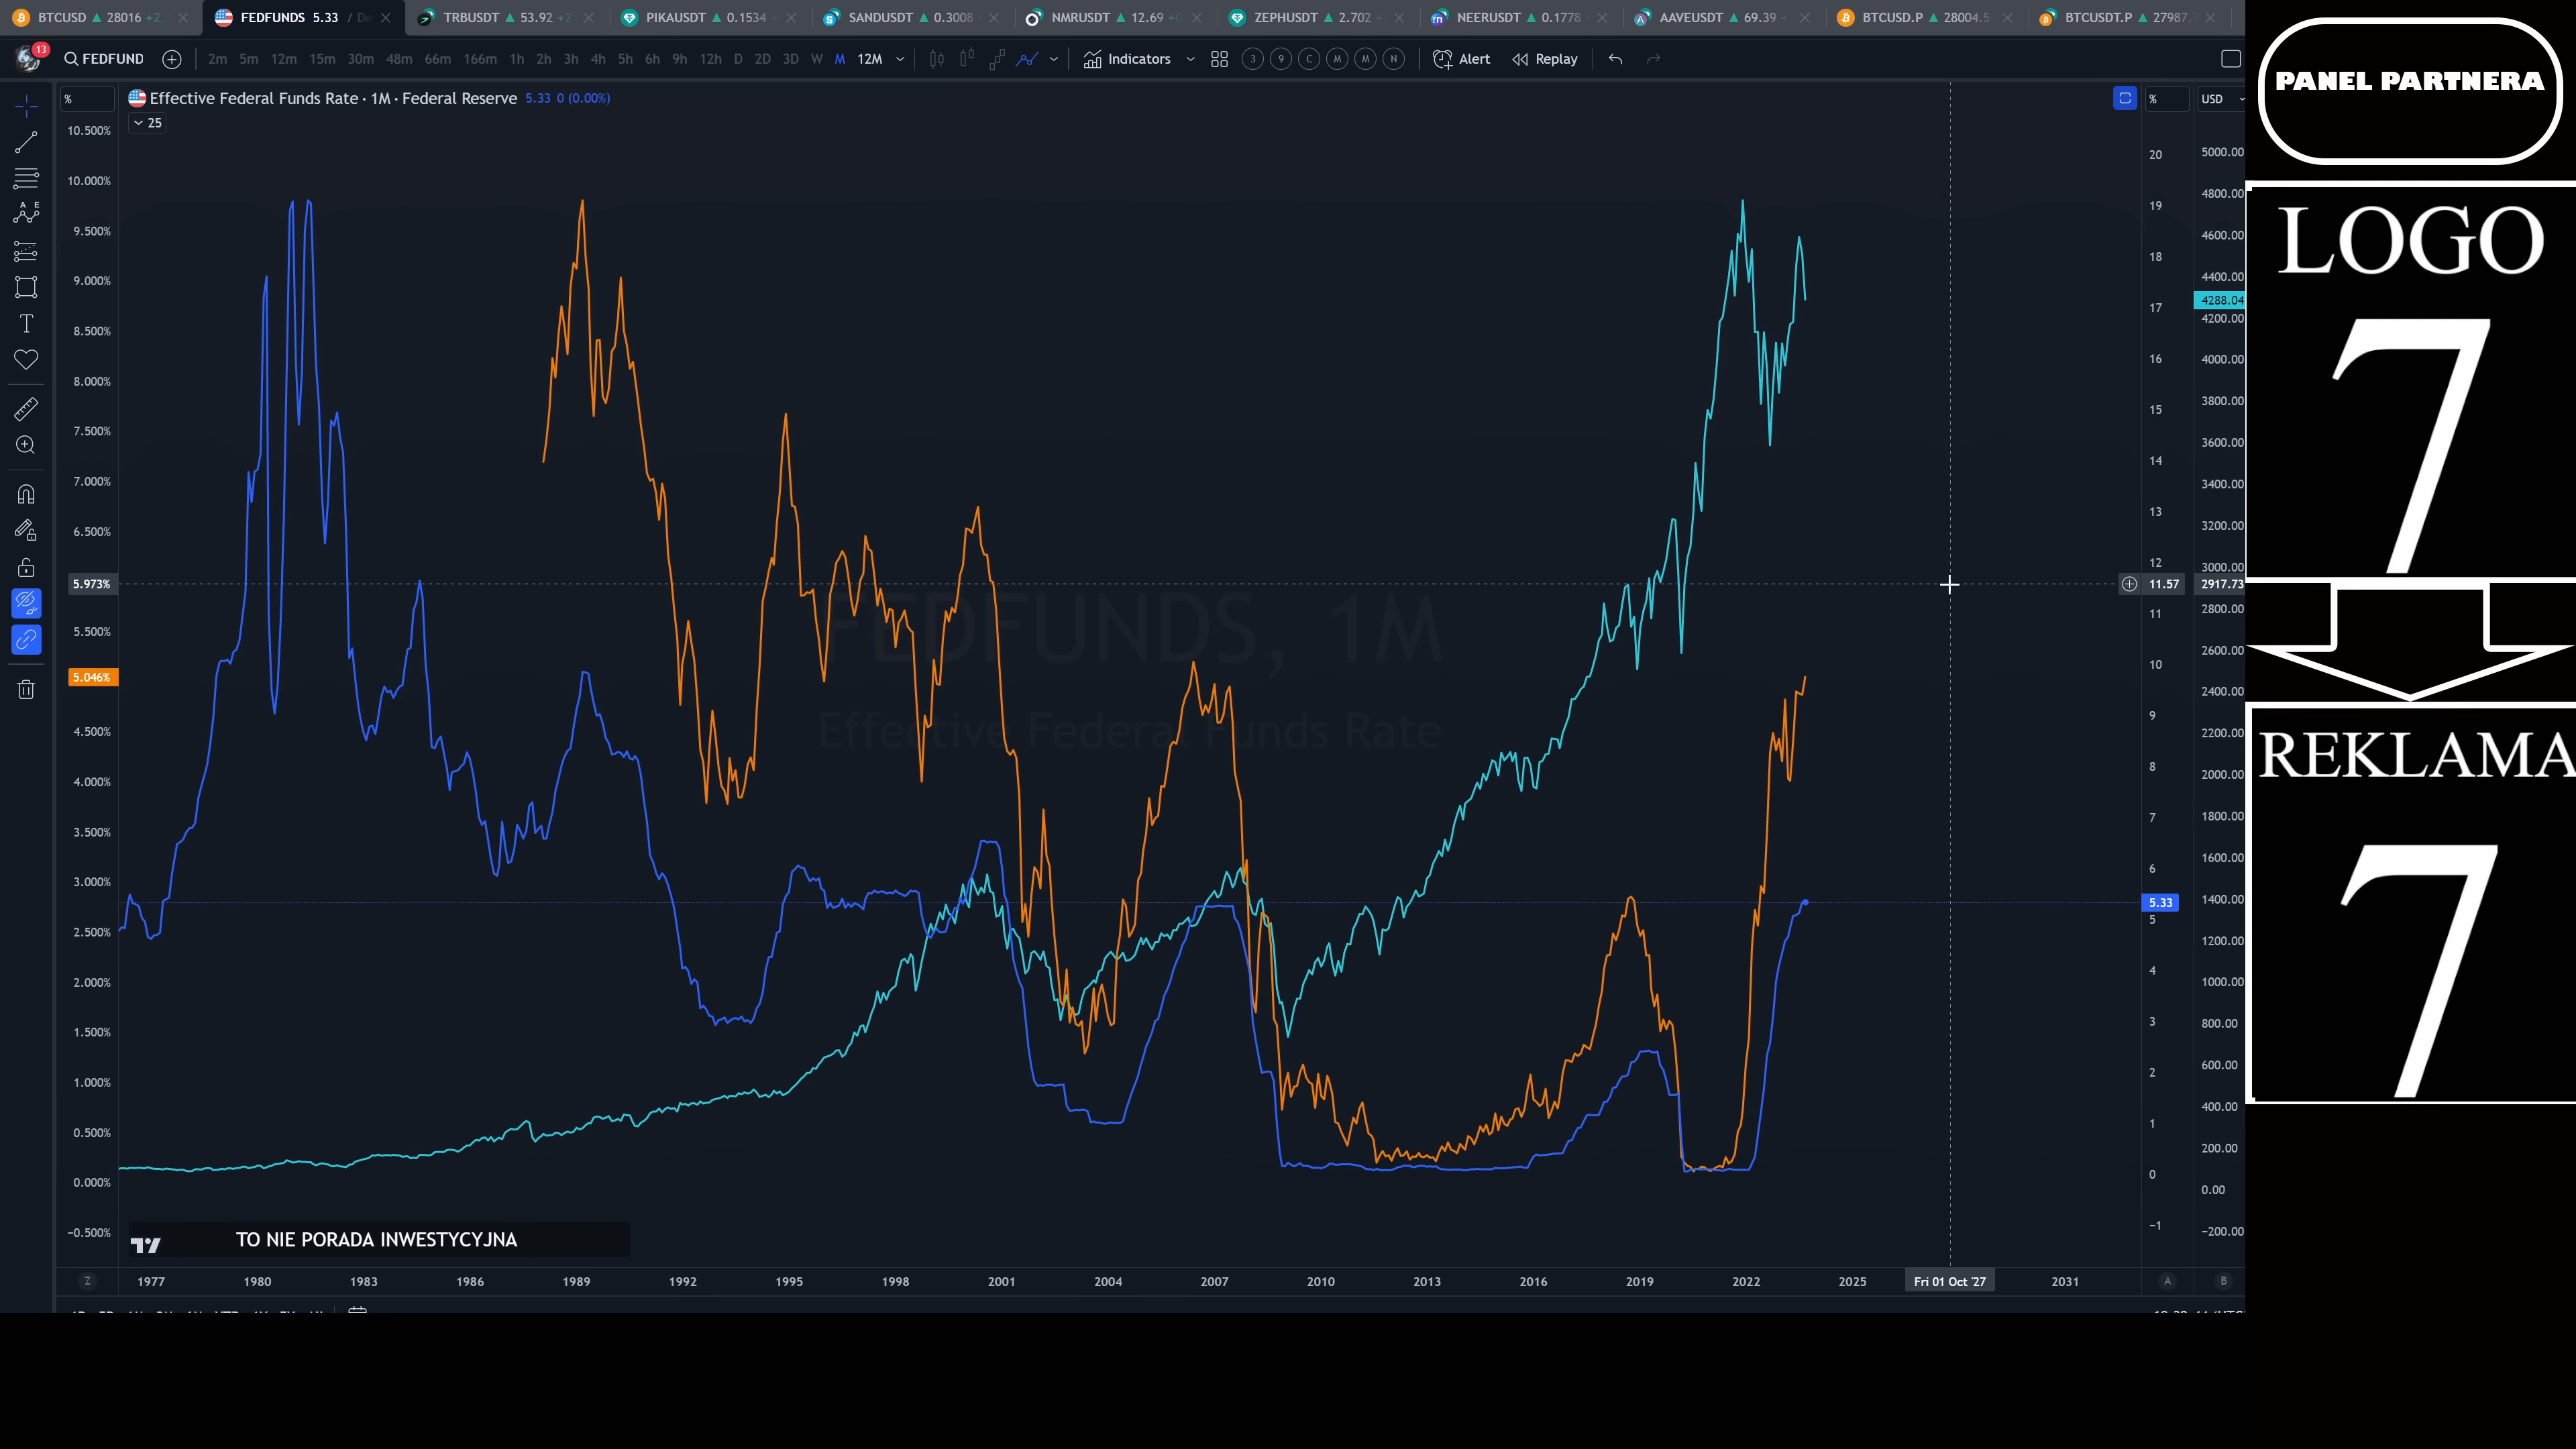 BTCUSD ▲ 28016 +2.
FEDFUNDS 5.33 / D
TRBUSDT ▲ 53.92 +2
PIKAUSDT ▲ 0.1534
SANDUSDT ▲ 0.3008
NMRUSDT ▲ 12.69 +0
ZEPHUSDT ▲ 2.702
NEERUSDT ▲ 0.1778
AAVEUSDT ▲ 69.39
BTCUSD.P ▲ 28004.5
BTCUSDT.P ▲ 27987.
13
FEDFUND
2m 5m 12m 15m 30m 48m 66m 166m 1h 2h 3h 4h 5h 6h 9h 12h D 2D 3D W M 12M
Indicators
3 9 C M M N
Alert
Replay
%
Effective Federal Funds Rate · 1M · Federal Reserve 5.33 0 (0.00%)
25
%
USD
10.500%
10.000%
9.500%
9.000%
8.500%
8.000%
7.500%
7.000%
6.500%
5.973%
5.500%
5.046%
4.500%
4.000%
3.500%
3.000%
2.500%
2.000%
1.500%
1.000%
0.500%
0.000%
−0.500%
FEDFUNDS, 1M
Effective Federal Funds Rate
20
19
18
17
16
15
14
13
12
11.57
11
10
9
8
7
6
5.33
5
4
3
2
1
0
−1
5000.00
4800.00
4600.00
4400.00
4288.04
4200.00
4000.00
3800.00
3600.00
3400.00
3200.00
3000.00
2917.73
2800.00
2600.00
2400.00
2200.00
2000.00
1800.00
1600.00
1400.00
1200.00
1000.00
800.00
600.00
400.00
200.00
0.00
−200.00
TO NIE PORADA INWESTYCYJNA
Z
1977 1980 1983 1986 1989 1992 1995 1998 2001 2004 2007 2010 2013 2016 2019 2022 2025 Fri 01 Oct '27 2031
A
B
PANEL PARTNERA
LOGO
7
REKLAMA
7